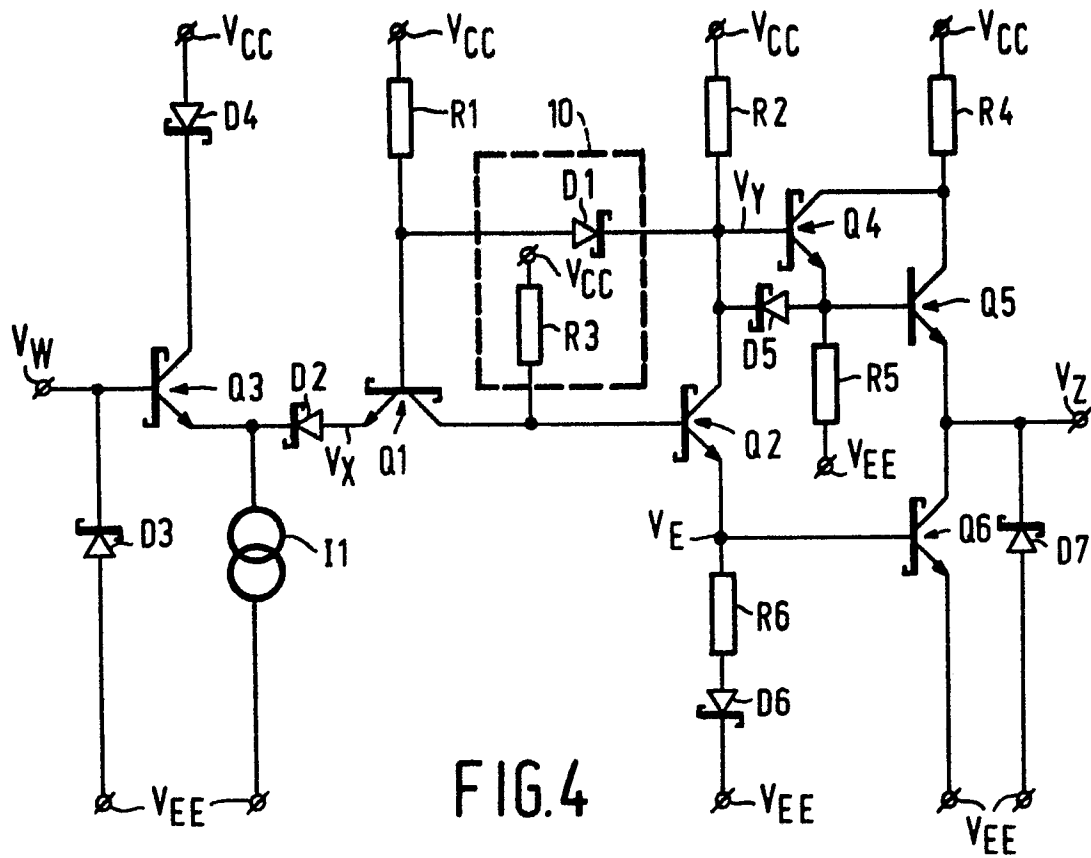 VCC
VCC
VCC
VCC
D4
R1
10
R2
R4
D1
VY
Q4
VCC
R3
D5
Q5
VW
Q3
D2
VX
Q1
Q2
R5
VZ
VEE
D3
I1
VE
Q6
D7
R6
D6
FIG.4
VEE
VEE
VEE